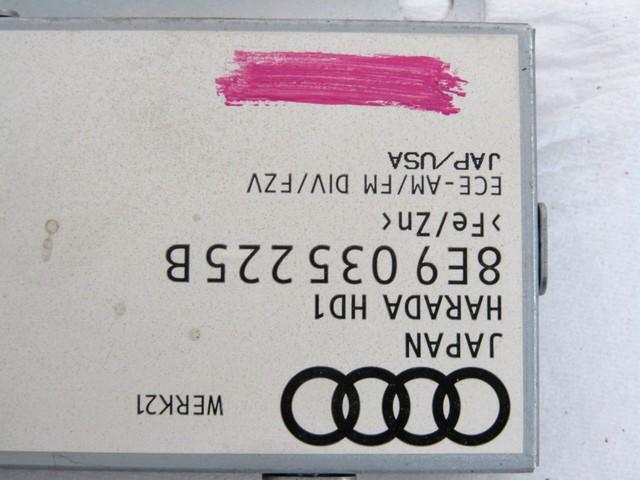 WERK21
JAPAN
HARADA HD1
8E9 035 225 B
>Fe/Zn<
ECE-AM/FM DIV/FZV
JAP/USA